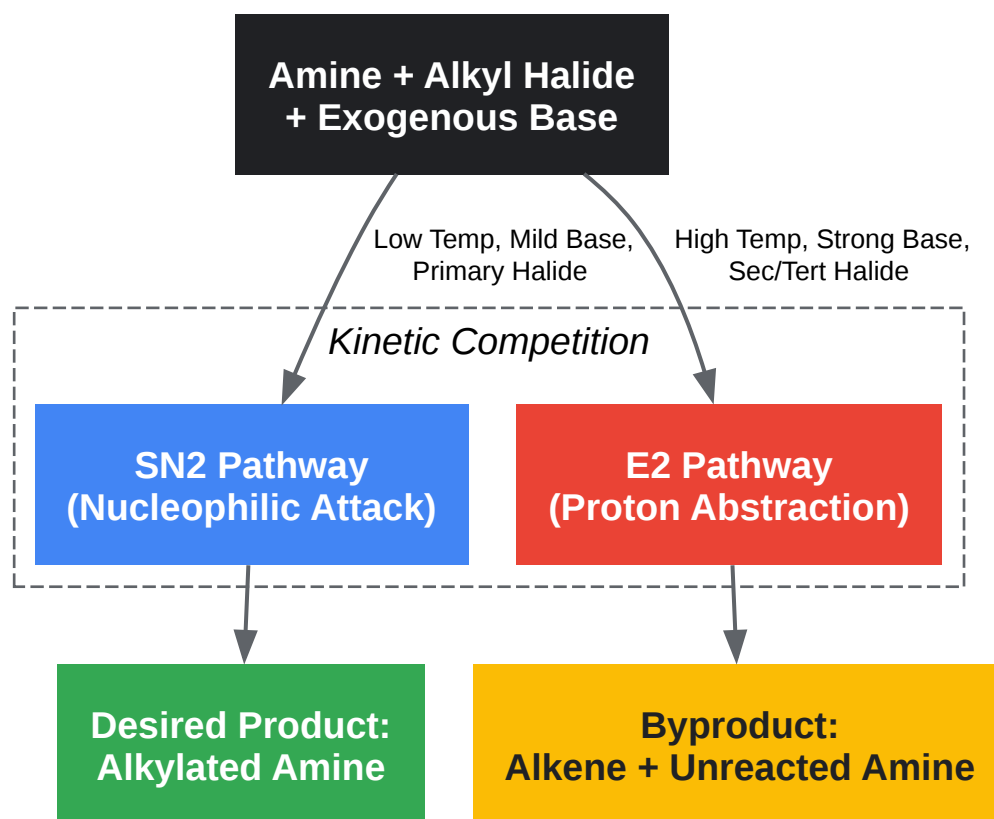 Amine + Alkyl Halide
+ Exogenous Base
Low Temp, Mild Base,
Primary Halide
High Temp, Strong Base,
Sec/Tert Halide
Kinetic Competition
SN2 Pathway
(Nucleophilic Attack)
E2 Pathway
(Proton Abstraction)
Desired Product:
Alkylated Amine
Byproduct:
Alkene + Unreacted Amine